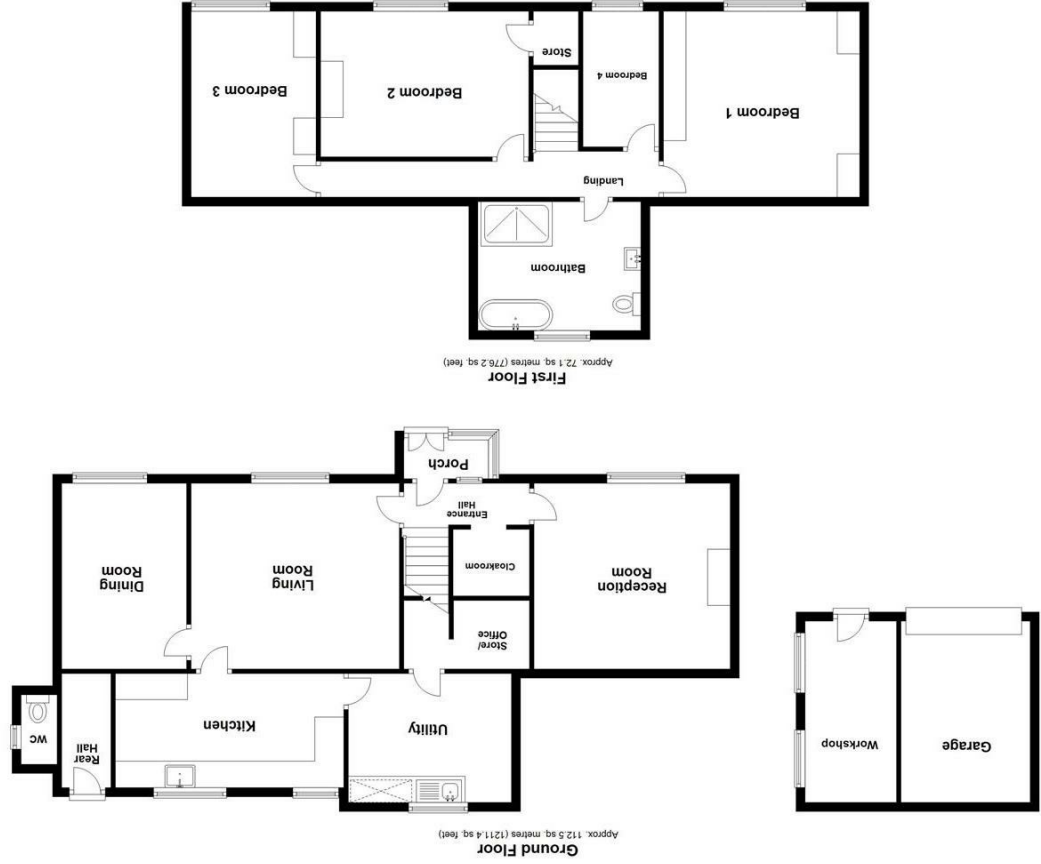 Ground Floor
Approx. 112.5 sq. metres (1211.4 sq. feet)
Garage
Workshop
Utility
Kitchen
Rear
Hall
WC
Store/
Office
Reception
Room
Cloakroom
Living
Room
Dining
Room
Entrance
Hall
Porch
First Floor
Approx. 72.1 sq. metres (776.2 sq. feet)
Bathroom
Landing
Bedroom 1
Bedroom 4
Store
Bedroom 2
Bedroom 3